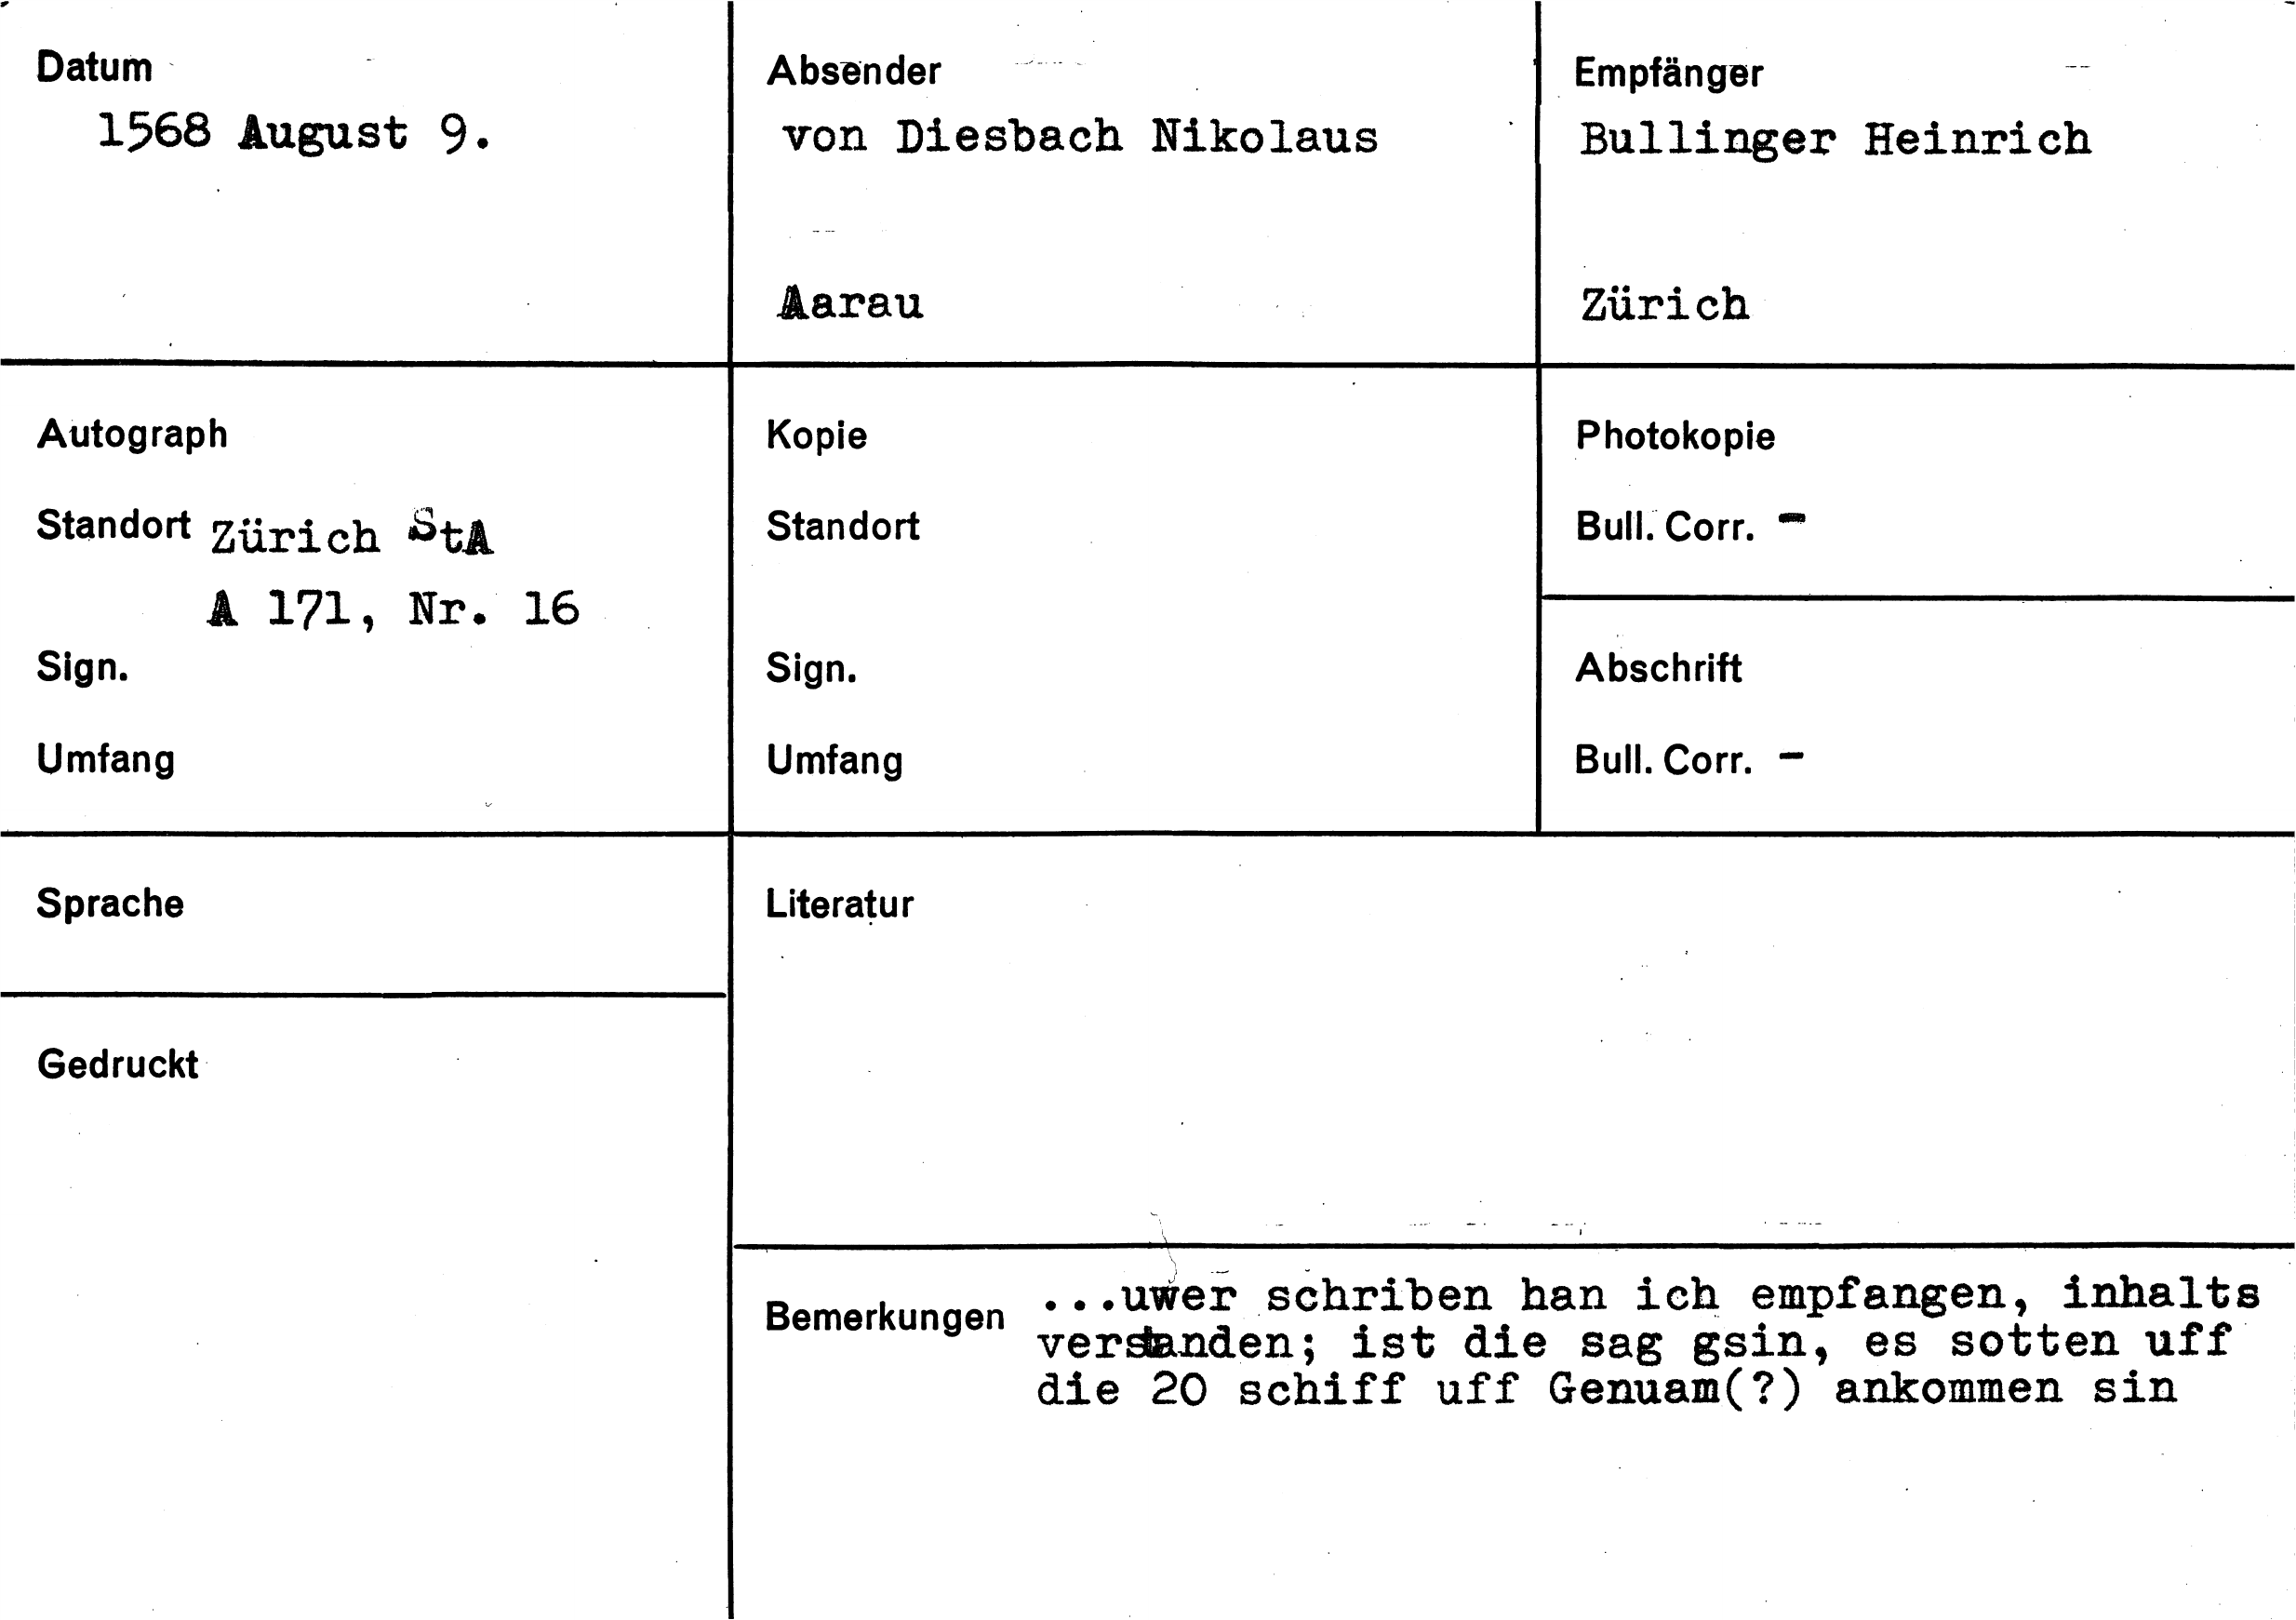 Datum
1568 August 9.
Absender
von Diesbach Nikolaus
Aarau
Empfänger
Bullinger Heinrich
Zürich
Autograph
Standort Zürich StA
A 171, Nr. 16
Sign.
Umfang
Kopie
Standort
Sign.
Umfang
Photokopie
Bull. Corr. -
Abschrift
Bull. Corr. -
Sprache
Gedruckt
Literatur
Bemerkungen ...uwer schriben han ich empfangen, inhalts
verstanden; ist die sag gsin, es sotten uff
die 20 schiff uff Genuam(?) ankommen sin